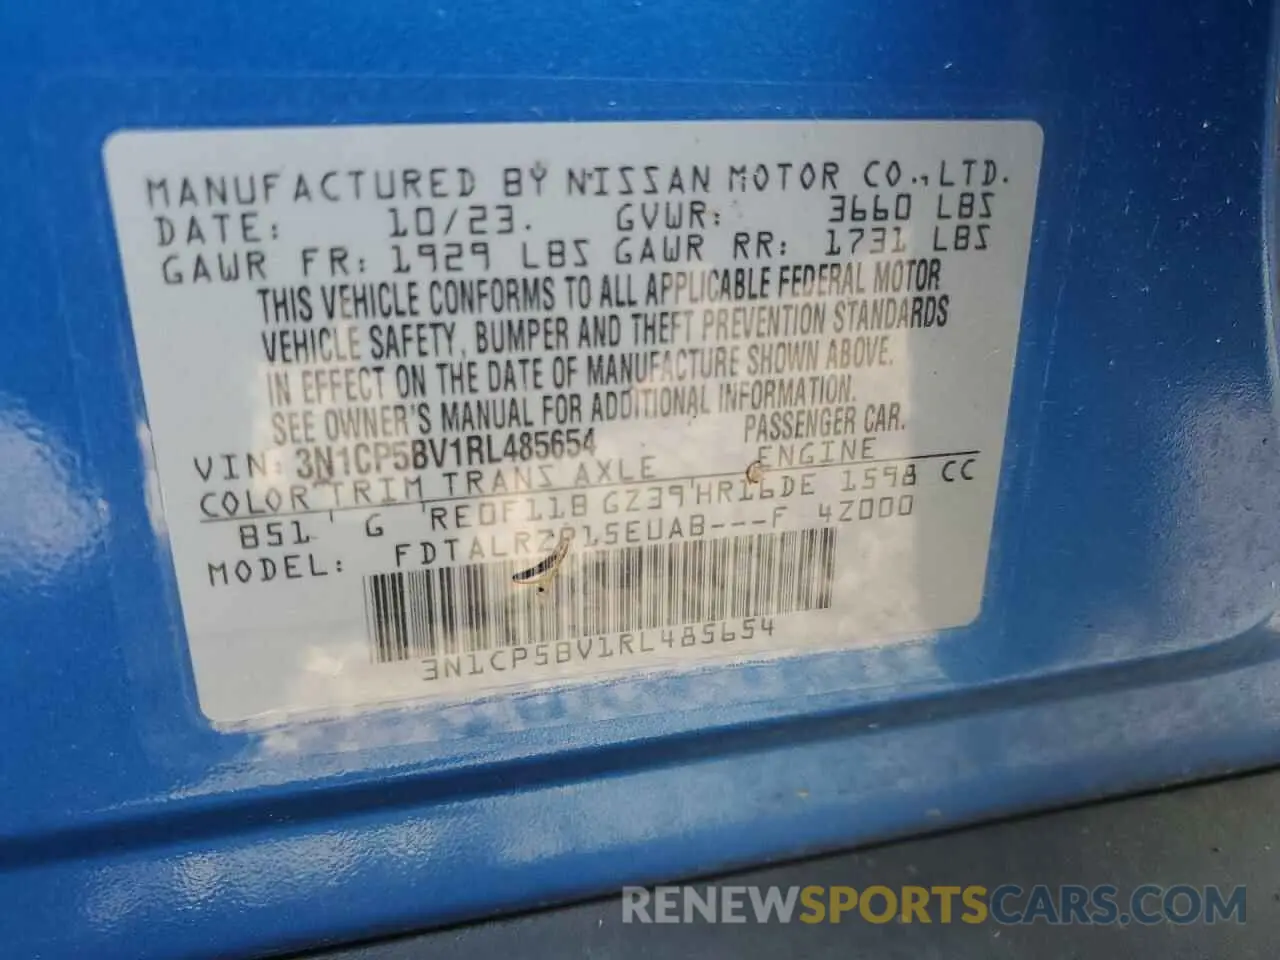 MANUFACTURED BY NISSAN MOTOR CO., LTD.
DATE: 10/23. GVWR: 3660 LBS
GAWR FR: 1929 LBS GAWR RR: 1731 LBS
THIS VEHICLE CONFORMS TO ALL APPLICABLE FEDERAL MOTOR
VEHICLE SAFETY, BUMPER AND THEFT PREVENTION STANDARDS
IN EFFECT ON THE DATE OF MANUFACTURE SHOWN ABOVE.
SEE OWNER'S MANUAL FOR ADDITIONAL INFORMATION.
VIN: 3N1CP5BV1RL485654 PASSENGER CAR.
COLOR TRIM TRANS AXLE ENGINE
B51 G RE0F11B GZ39 HR16DE 1598 CC
MODEL: 4Z000
3N1CP5BV1RL485654
RENEWSPORTSCARS.COM